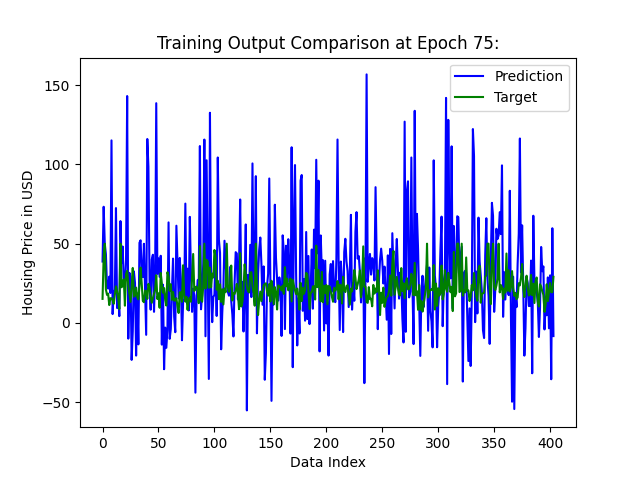 Training Output Comparison at Epoch 75:
Prediction
Target
Housing Price in USD
150
100
50
0
−50
0
50
100
150
200
250
300
350
400
Data Index